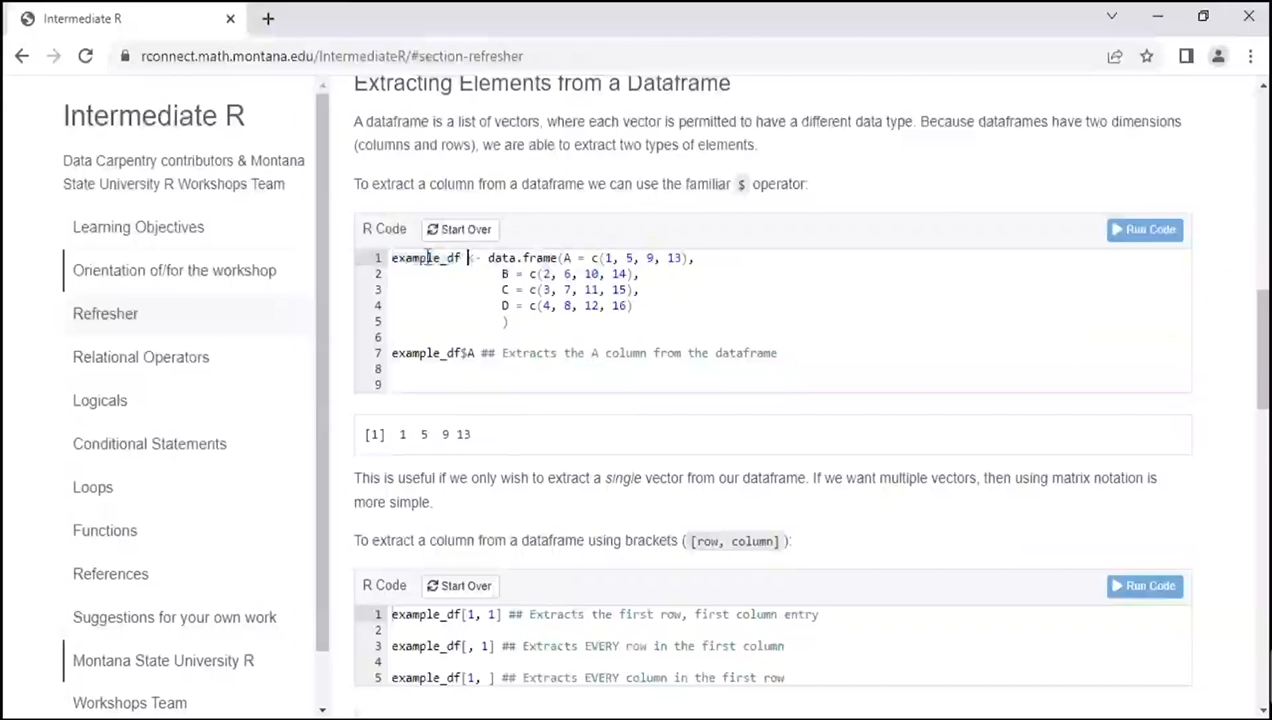 Intermediate R
rconnect.math.montana.edu/IntermediateR/#section-refresher
Intermediate R
Data Carpentry contributors & Montana
State University R Workshops Team
Learning Objectives
Orientation of/for the workshop
Refresher
Relational Operators
Logicals
Conditional Statements
Loops
Functions
References
Suggestions for your own work
Montana State University R
Workshops Team
Extracting Elements from a Dataframe
A dataframe is a list of vectors, where each vector is permitted to have a different data type. Because dataframes have two dimensions
(columns and rows), we are able to extract two types of elements.
To extract a column from a dataframe we can use the familiar $ operator:
R Code Start Over Run Code
1 example_df <- data.frame(A = c(1, 5, 9, 13),
2 B = c(2, 6, 10, 14),
3 C = c(3, 7, 11, 15),
4 D = c(4, 8, 12, 16)
5 )
6
7 example_df$A ## Extracts the A column from the dataframe
8
9
[1] 1 5 9 13
This is useful if we only wish to extract a single vector from our dataframe. If we want multiple vectors, then using matrix notation is
more simple.
To extract a column from a dataframe using brackets ( [row, column] ):
R Code Start Over Run Code
1 example_df[1, 1] ## Extracts the first row, first column entry
2
3 example_df[, 1] ## Extracts EVERY row in the first column
4
5 example_df[1, ] ## Extracts EVERY column in the first row